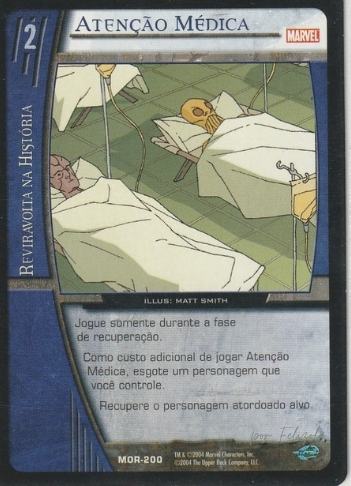 2
ATENÇÃO MÉDICA
MARVEL
REVIRAVOLTA NA HISTÓRIA
ILLUS: MATT SMITH
Jogue somente durante a fase
de recuperação.
Como custo adicional de jogar Atenção
Médica, esgote um personagem que
você controle.
Recupere o personagem atordoado alvo.
MOR-200
TM & ©2004 Marvel Characters, Inc.
©2004 The Upper Deck Company, LLC.